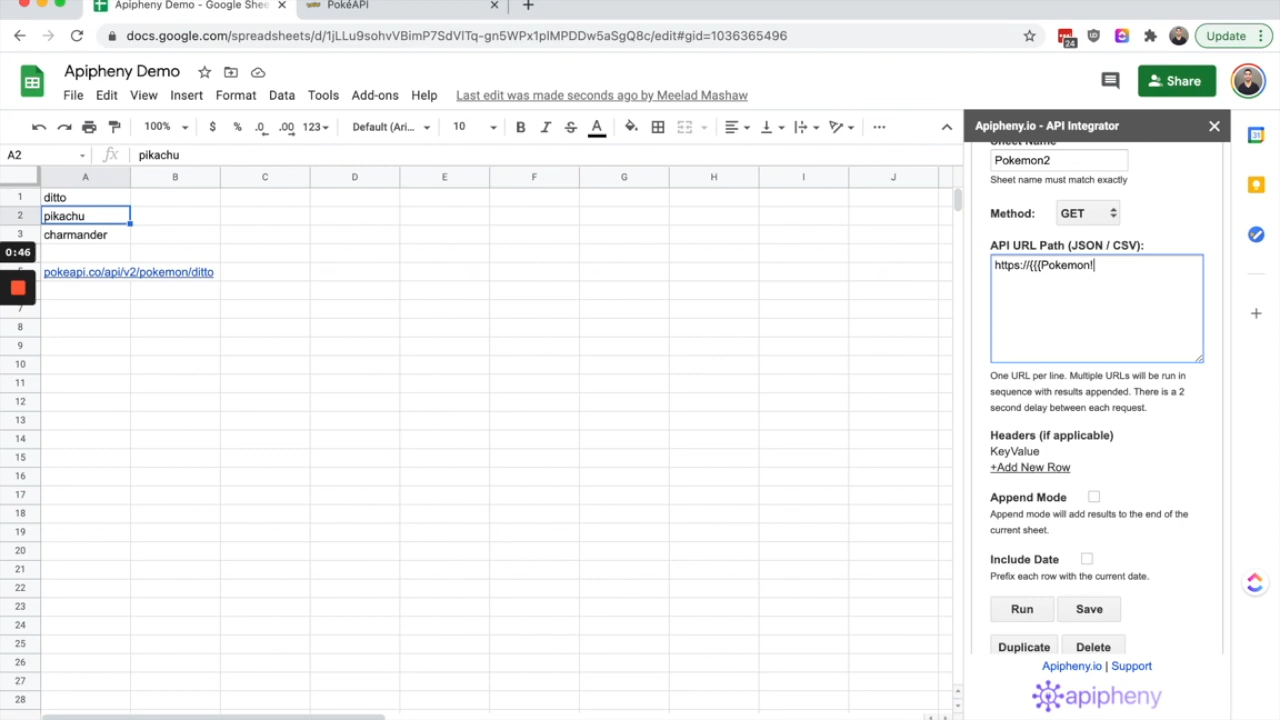 Apipheny Demo - Google Shee
PokéAPI
docs.google.com/spreadsheets/d/1jLLu9sohvVBimP7SdVlTq-gn5WPx1plMPDDw5aSgQ8c/edit#gid=1036365496
24
Update
Apipheny Demo
File Edit View Insert Format Data Tools Add-ons Help Last edit was made seconds ago by Meelad Mashaw
Share
100% $ % .0 .00 123 Default (Ari... 10 B I S A
A2 fx pikachu
A B C D E F G H I J
1 ditto
2 pikachu
3 charmander
0:46
pokeapi.co/api/v2/pokemon/ditto
7
8
9
10
11
12
13
14
15
16
17
18
19
20
21
22
23
24
25
26
27
28
Apipheny.io - API Integrator
Sheet Name
Pokemon2
Sheet name must match exactly
Method: GET
API URL Path (JSON / CSV):
https://{{{Pokemon!
One URL per line. Multiple URLs will be run in
sequence with results appended. There is a 2
second delay between each request.
Headers (if applicable)
KeyValue
+Add New Row
Append Mode
Append mode will add results to the end of the
current sheet.
Include Date
Prefix each row with the current date.
Run Save
Duplicate Delete
Apipheny.io | Support
apipheny
31